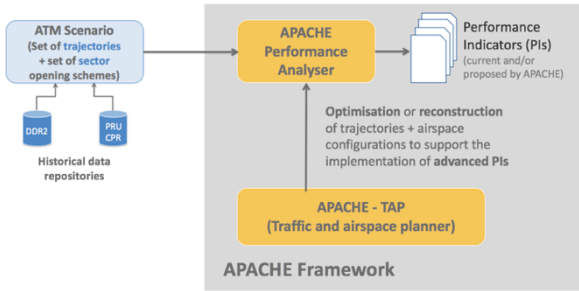 ATM Scenario
(Set of trajectories
+ set of sector
opening schemes)
DDR2
PRU
CPR
Historical data
repositories
APACHE
Performance
Analyser
Performance
Indicators (PIs)
(current and/or
proposed by APACHE)
Optimisation or reconstruction
of trajectories + airspace
configurations to support the
implementation of advanced PIs
APACHE - TAP
(Traffic and airspace planner)
APACHE Framework